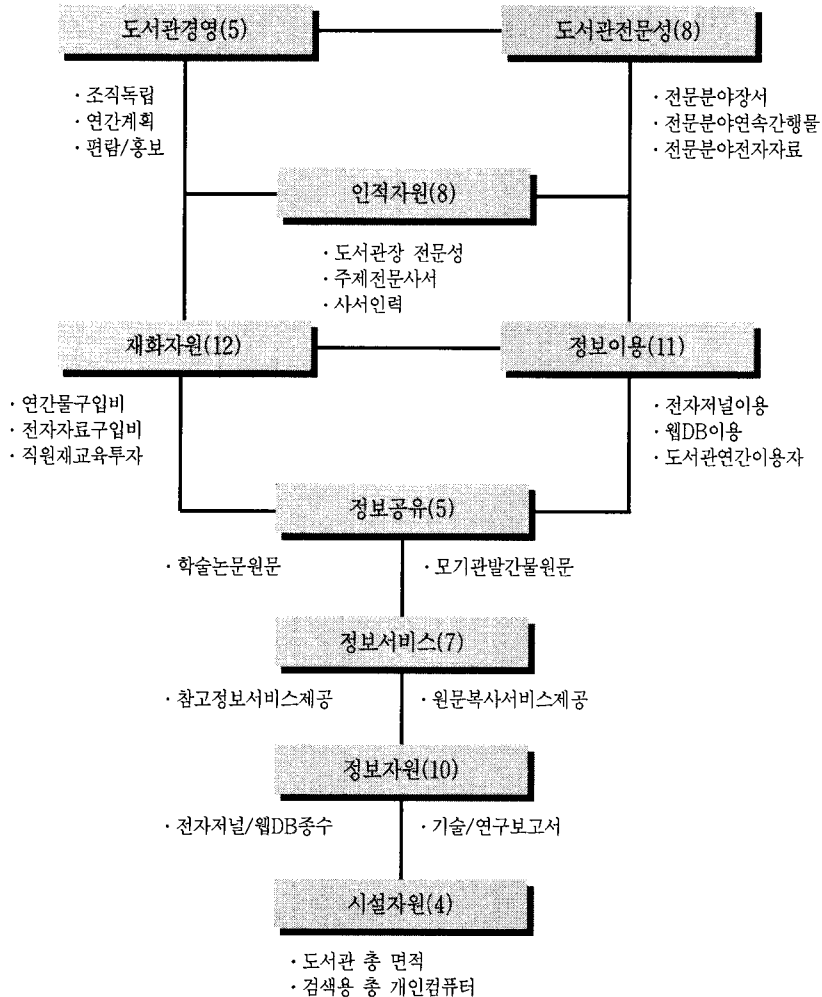 도서관경영(5)
도서관전문성(8)
· 조직독립
· 연간계획
· 편람/홍보
· 전문분야장서
· 전문분야연속간행물
· 전문분야전자자료
인적자원(8)
· 도서관장 전문성
· 주제전문사서
· 사서인력
재화자원(12)
정보이용(11)
· 연간물구입비
· 전자자료구입비
· 직원재교육투자
· 전자저널이용
· 웹DB이용
· 도서관연간이용자
정보공유(5)
· 학술논문원문
· 모기관발간물원문
정보서비스(7)
· 참고정보서비스제공
· 원문복사서비스제공
정보자원(10)
· 전자저널/웹DB종수
· 기술/연구보고서
시설자원(4)
· 도서관 총 면적
· 검색용 총 개인컴퓨터